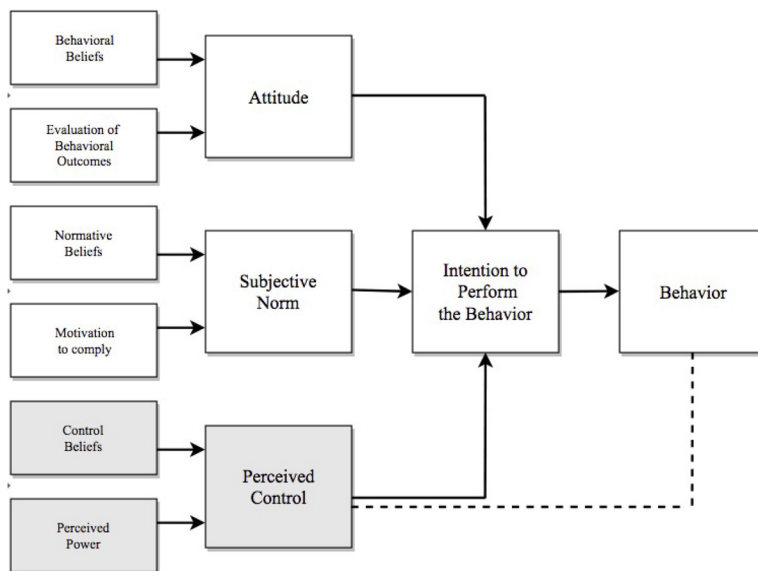 Behavioral
Beliefs
Evaluation of
Behavioral
Outcomes
Attitude
Normative
Beliefs
Motivation
to comply
Subjective
Norm
Intention to
Perform
the Behavior
Behavior
Control
Beliefs
Perceived
Power
Perceived
Control